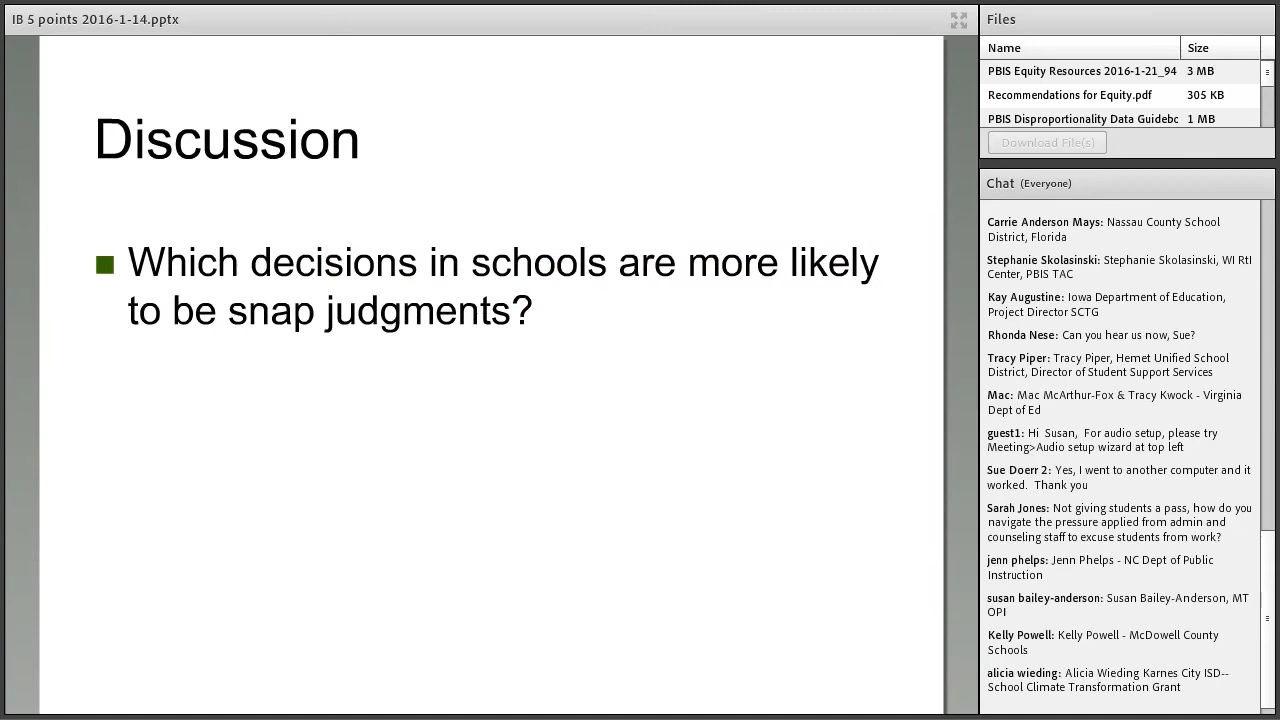 IB 5 points 2016-1-14.pptx
Discussion
Which decisions in schools are more likely
to be snap judgments?
Files
Name Size
PBIS Equity Resources 2016-1-21_94 3 MB
Recommendations for Equity.pdf 305 KB
PBIS Disproportionality Data Guidebc 1 MB
Download File(s)
Chat (Everyone)
Carrie Anderson Mays: Nassau County School
District, Florida
Stephanie Skolasinski: Stephanie Skolasinski, WI RtI
Center, PBIS TAC
Kay Augustine: Iowa Department of Education,
Project Director SCTG
Rhonda Nese: Can you hear us now, Sue?
Tracy Piper: Tracy Piper, Hemet Unified School
District, Director of Student Support Services
Mac: Mac McArthur-Fox & Tracy Kwock - Virginia
Dept of Ed
guest1: Hi Susan, For audio setup, please try
Meeting>Audio setup wizard at top left
Sue Doerr 2: Yes, I went to another computer and it
worked. Thank you
Sarah Jones: Not giving students a pass, how do you
navigate the pressure applied from admin and
counseling staff to excuse students from work?
jenn phelps: Jenn Phelps - NC Dept of Public
Instruction
susan bailey-anderson: Susan Bailey-Anderson, MT
OPI
Kelly Powell: Kelly Powell - McDowell County
Schools
alicia wieding: Alicia Wieding Karnes City ISD--
School Climate Transformation Grant